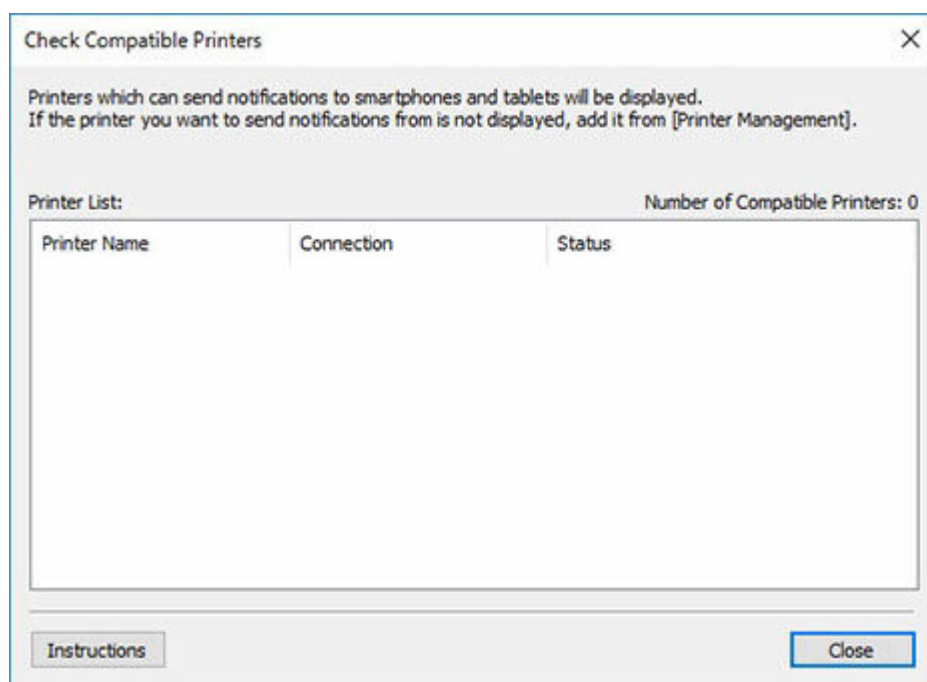 Check Compatible Printers
Printers which can send notifications to smartphones and tablets will be displayed.
If the printer you want to send notifications from is not displayed, add it from [Printer Management].
Printer List: Number of Compatible Printers: 0
Printer Name Connection Status
Instructions Close